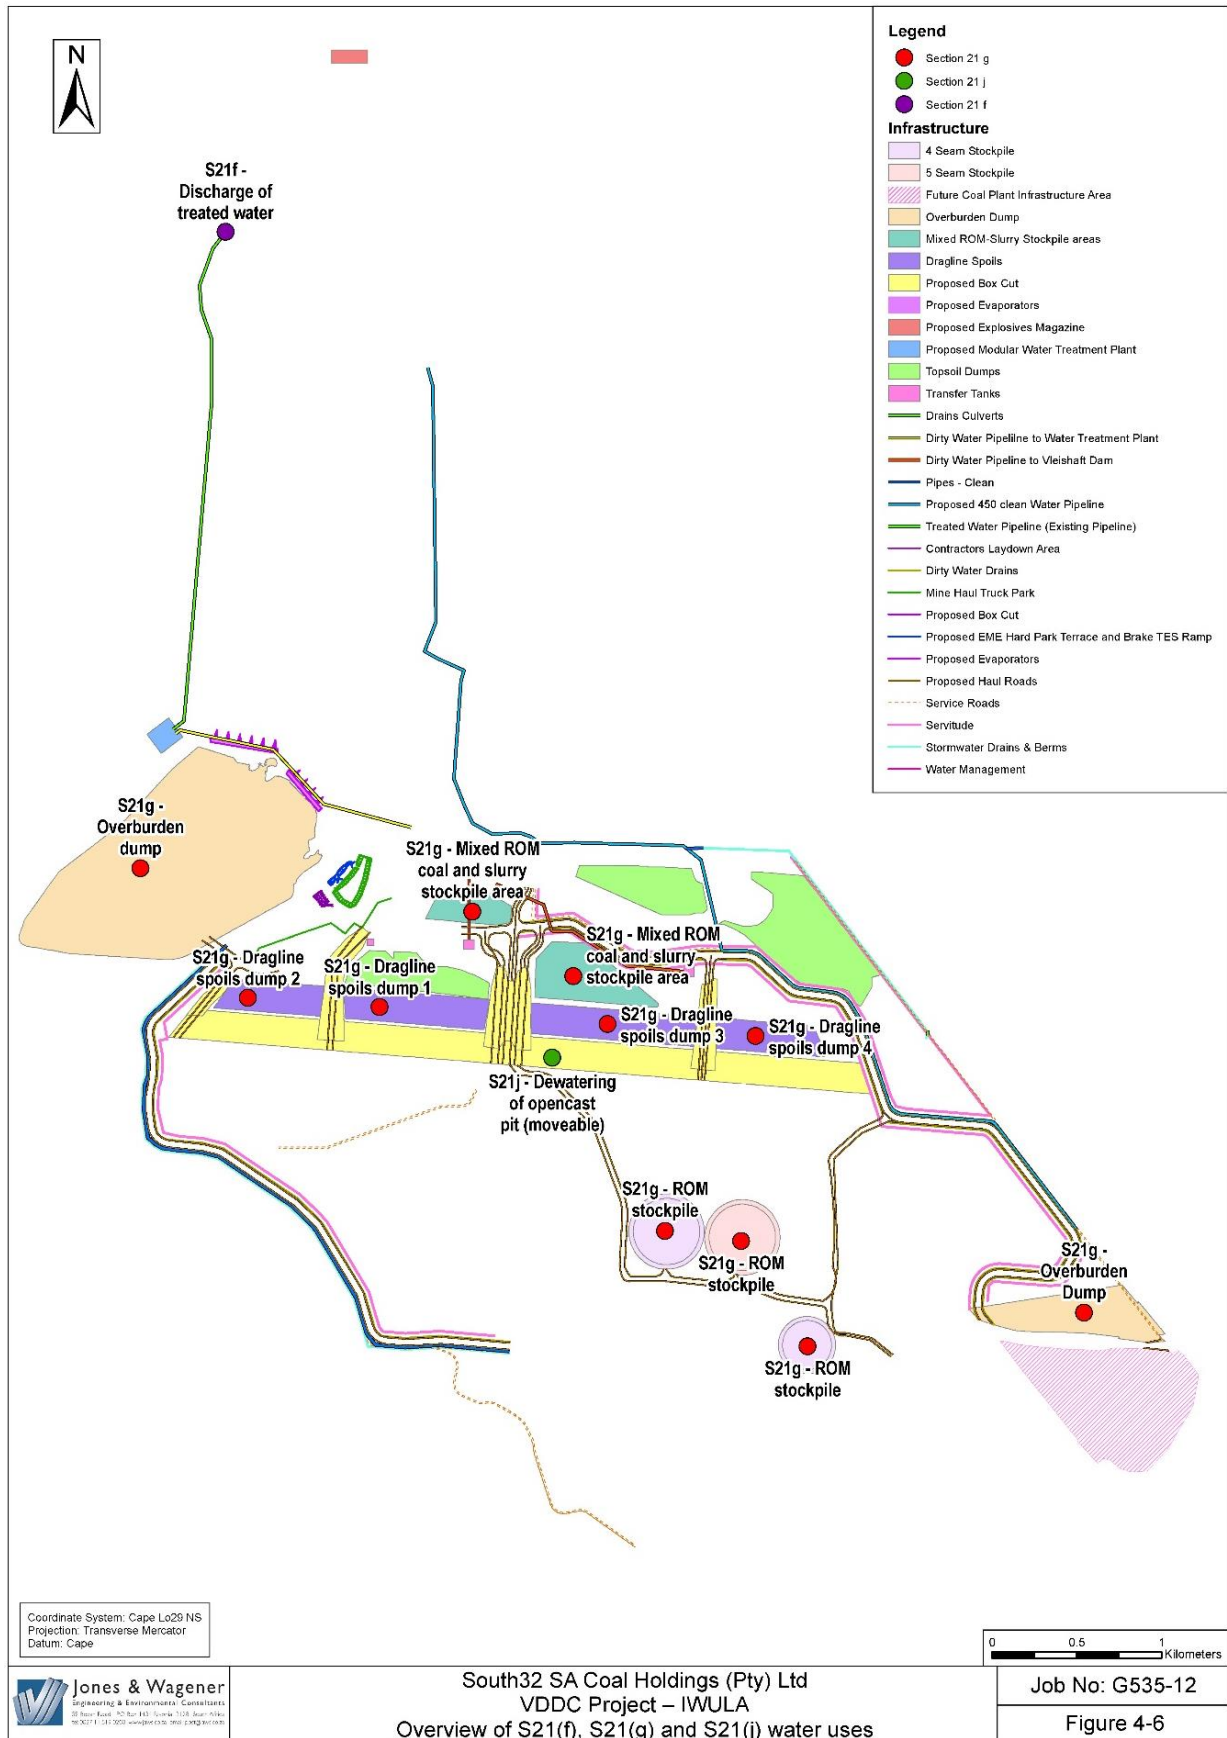 N
S21f -
Discharge of
treated water
Legend
Section 21 g
Section 21 j
Section 21 f
Infrastructure
4 Seam Stockpile
5 Seam Stockpile
Future Coal Plant Infrastructure Area
Overburden Dump
Mixed ROM-Slurry Stockpile areas
Dragline Spoils
Proposed Box Cut
Proposed Evaporators
Proposed Explosives Magazine
Proposed Modular Water Treatment Plant
Topsoil Dumps
Transfer Tanks
Drains Culverts
Dirty Water Pipelilne to Water Treatment Plant
Dirty Water Pipeline to Vleishaft Dam
Pipes - Clean
Proposed 450 clean Water Pipeline
Treated Water Pipeline (Existing Pipeline)
Contractors Laydown Area
Dirty Water Drains
Mine Haul Truck Park
Proposed Box Cut
Proposed EME Hard Park Terrace and Brake TES Ramp
Proposed Evaporators
Proposed Haul Roads
Service Roads
Servitude
Stormwater Drains & Berms
Water Management
S21g -
Overburden
dump
S21g - Mixed ROM
coal and slurry
stockpile area
S21g - Mixed ROM
coal and slurry
stockpile area
S21g - Dragline
spoils dump 2
S21g - Dragline
spoils dump 1
S21g - Dragline
spoils dump 3
S21g - Dragline
spoils dump 4
S21j - Dewatering
of opencast
pit (moveable)
S21g - ROM
stockpile
S21g - ROM
stockpile
S21g - ROM
stockpile
S21g -
Overburden
Dump
Coordinate System: Cape Lo29 NS
Projection: Transverse Mercator
Datum: Cape
0 0.5 1
Kilometers
Jones & Wagener
Engineering & Environmental Consultants
South32 SA Coal Holdings (Pty) Ltd
VDDC Project – IWULA
Overview of S21(f), S21(g) and S21(j) water uses
Job No: G535-12
Figure 4-6